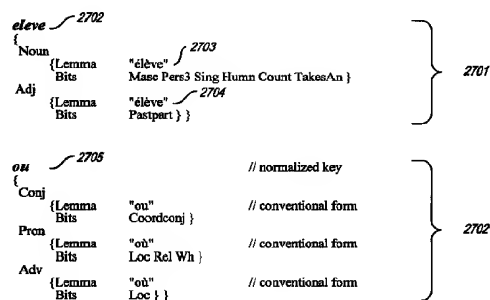 eleve 2702
{
Noun
{Lemma "élève" 2703
Bits Masc Pers3 Sing Humn Count TakesAn }
2701
Adj
{Lemma "élève" 2704
Bits Pastpart } }
ou 2705 // normalized key
{
Conj
{Lemma "ou" // conventional form
Bits Coordconj }
Pron
{Lemma "où" // conventional form
Bits Loc Rel Wh }
2702
Adv
{Lemma "où" // conventional form
Bits Loc } }